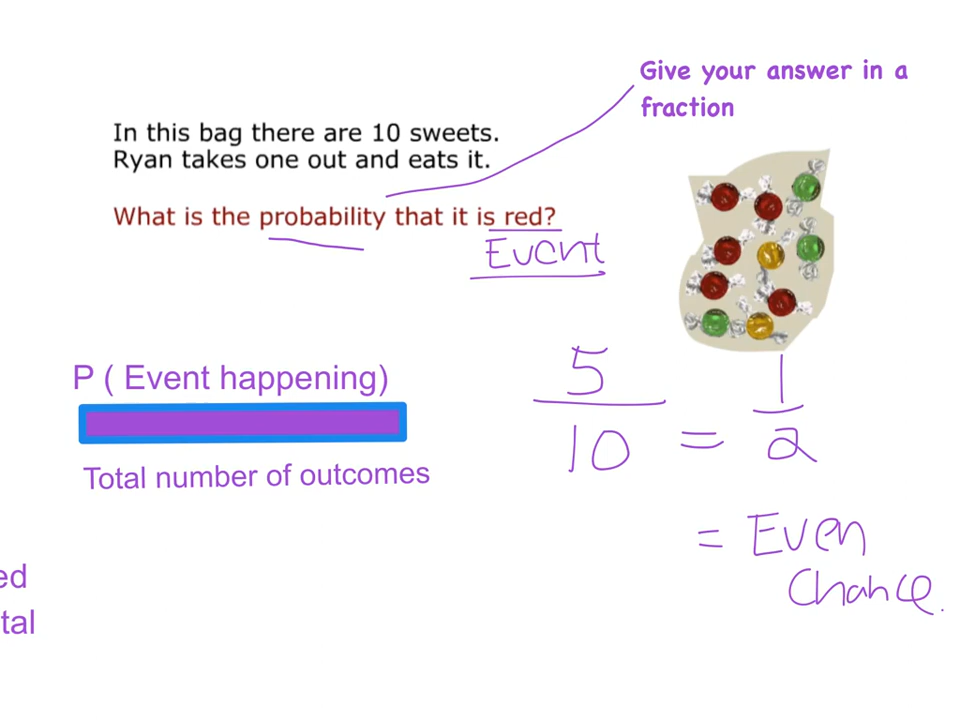 Give your answer in a
fraction
In this bag there are 10 sweets.
Ryan takes one out and eats it.
What is the probability that it is red?
Event
P ( Event happening)
Total number of outcomes
5
10
=
1
2
= Even
Chance.
ed
tal